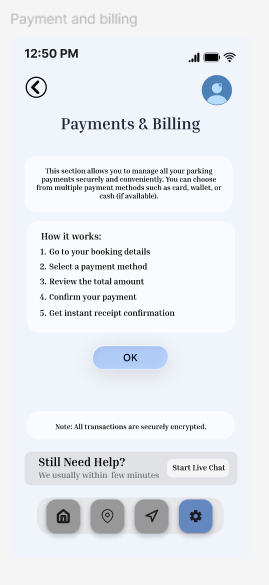 Payment and billing
12:50 PM
Payments & Billing
This section allows you to manage all your parking
payments securely and conveniently. You can choose
from multiple payment methods such as card, wallet, or
cash (if available).
How it works:
1. Go to your booking details
2. Select a payment method
3. Review the total amount
4. Confirm your payment
5. Get instant receipt confirmation
OK
Note: All transactions are securely encrypted.
Still Need Help?
We usually within few minutes
Start Live Chat